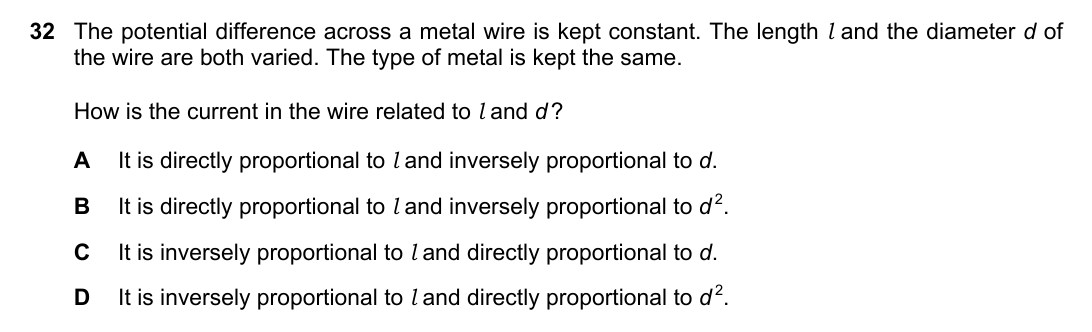 32 The potential difference across a metal wire is kept constant. The length l and the diameter d of
the wire are both varied. The type of metal is kept the same.
How is the current in the wire related to l and d?
A It is directly proportional to l and inversely proportional to d.
B It is directly proportional to l and inversely proportional to d².
C It is inversely proportional to l and directly proportional to d.
D It is inversely proportional to l and directly proportional to d².